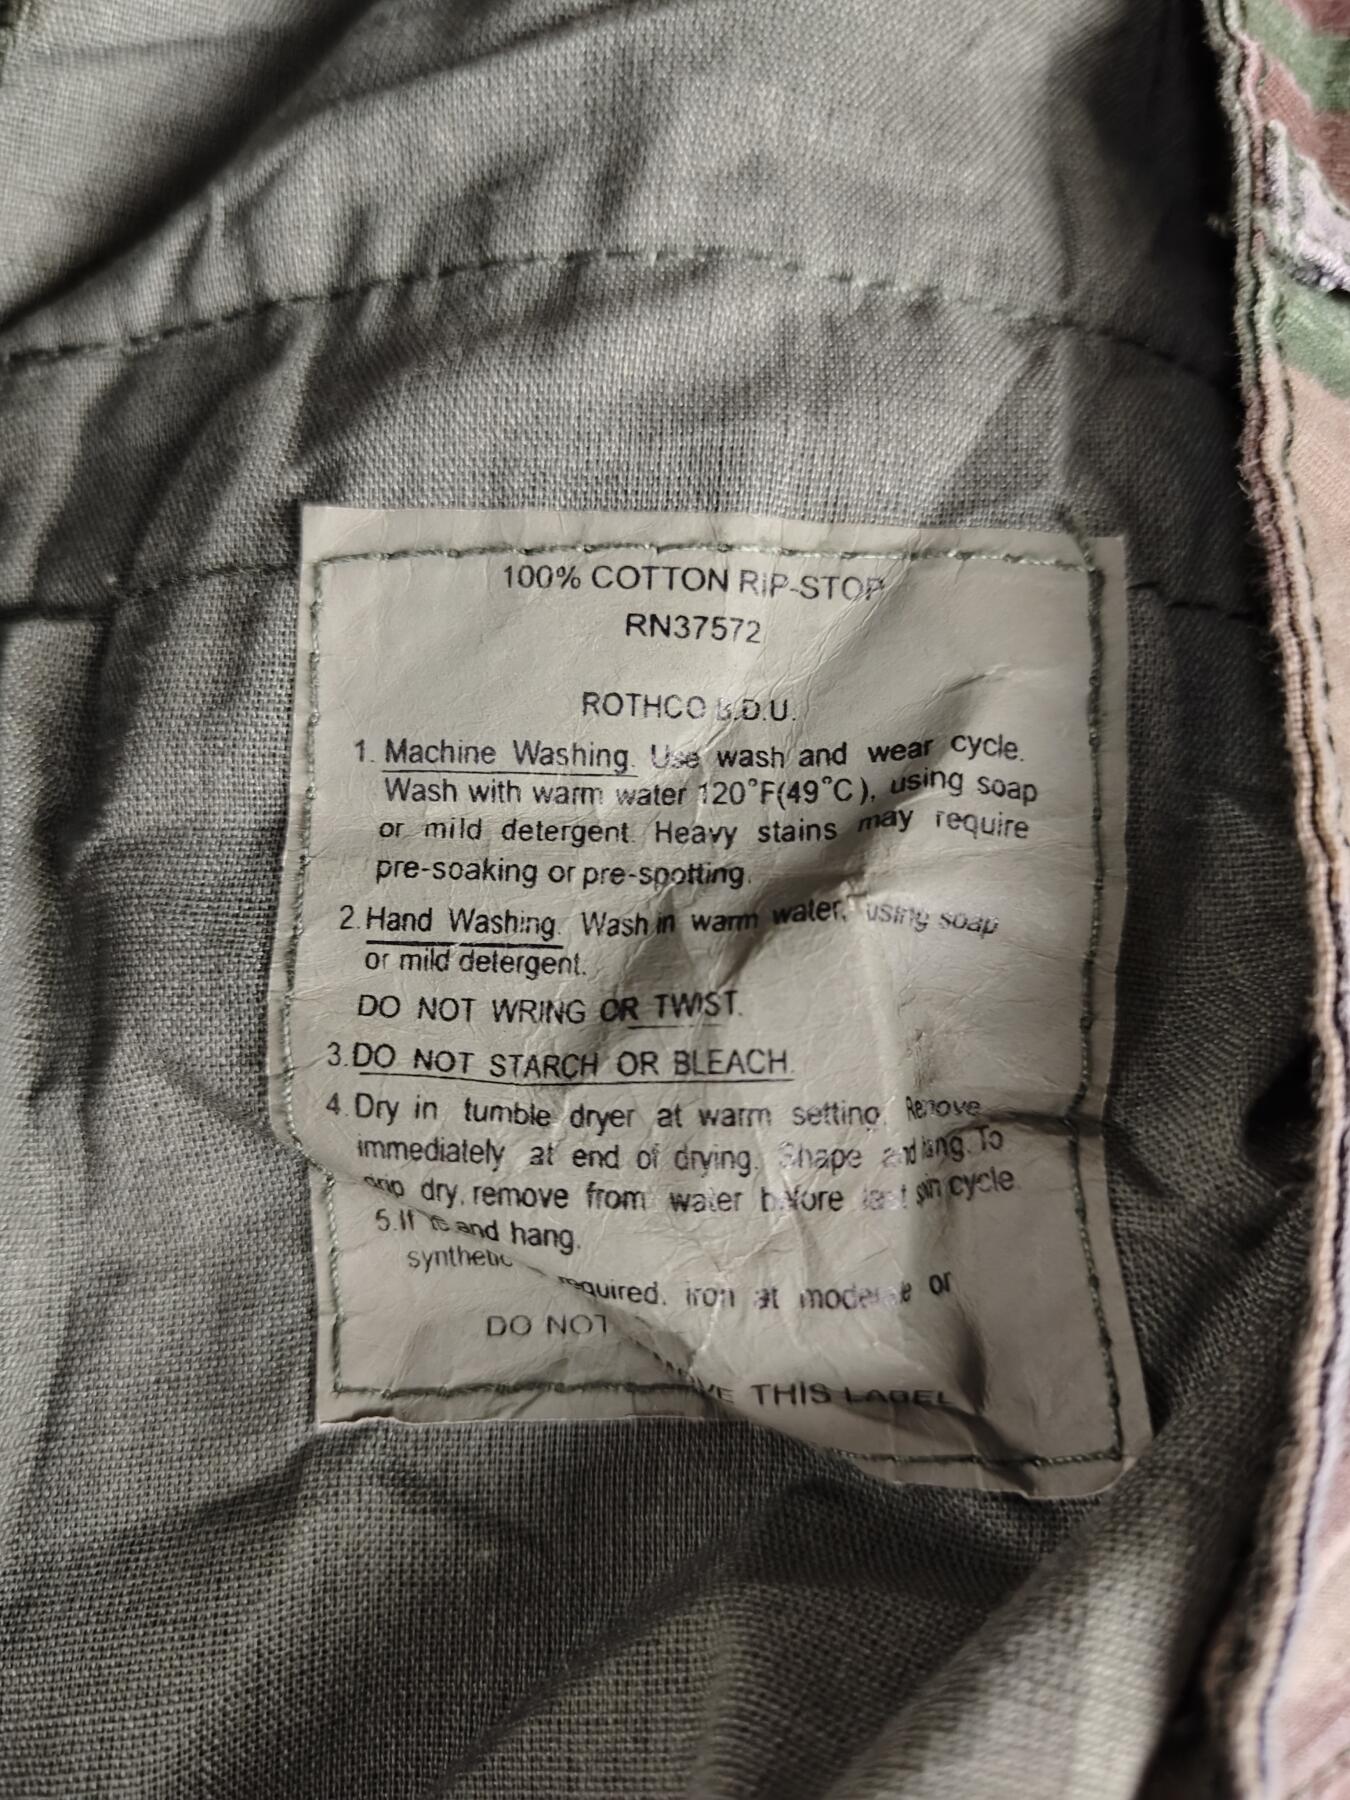 100% COTTON RIP-STOP
RN37572
ROTHCO B.D.U.
1. Machine Washing. Use wash and wear cycle.
Wash with warm water 120°F(49°C), using soap
or mild detergent. Heavy stains may require
pre-soaking or pre-spotting.
2. Hand Washing. Wash in warm water, using soap
or mild detergent.
DO NOT WRING OR TWIST.
3. DO NOT STARCH OR BLEACH.
4. Dry in tumble dryer at warm setting. Remove
immediately at end of drying. Shape and hang. To
drip dry, remove from water before last spin cycle
and hang.
5. If required, iron at moderate or
synthetic
DO NOT THIS LABEL